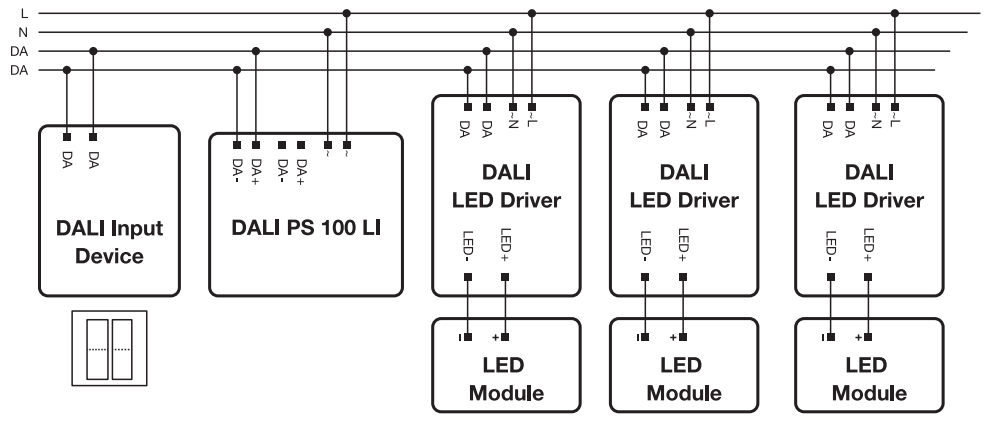 L
N
DA
DA
DA
DA
DALI Input
Device
DA-
DA+
DA-
DA+
~
~
DALI PS 100 LI
DA
DA
~N
~L
DALI
LED Driver
LED-
LED+
DA
DA
~N
~L
DALI
LED Driver
LED-
LED+
DA
DA
~N
~L
DALI
LED Driver
LED-
LED+
-
+
LED
Module
-
+
LED
Module
-
+
LED
Module